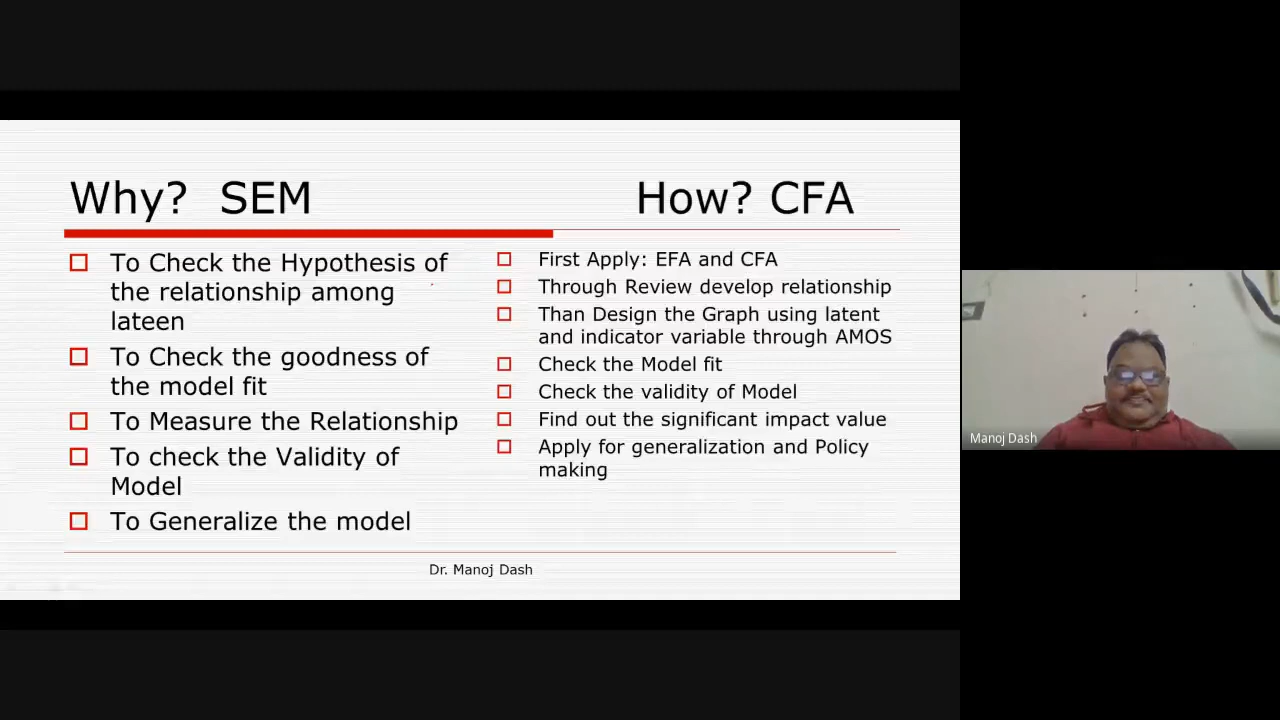 Why? SEM
How? CFA
To Check the Hypothesis of
the relationship among
lateen
To Check the goodness of
the model fit
To Measure the Relationship
To check the Validity of
Model
To Generalize the model
First Apply: EFA and CFA
Through Review develop relationship
Than Design the Graph using latent
and indicator variable through AMOS
Check the Model fit
Check the validity of Model
Find out the significant impact value
Apply for generalization and Policy
making
Dr. Manoj Dash
Manoj Dash